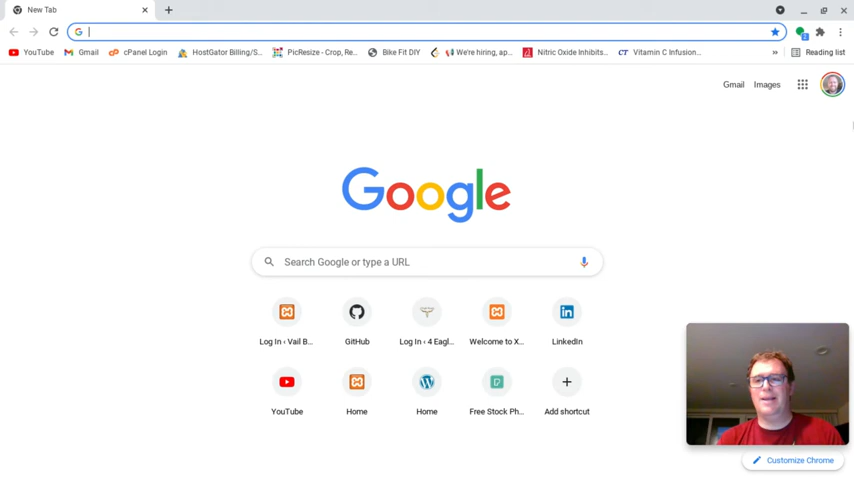 New Tab
YouTube Gmail cPanel Login HostGator Billing/S... PicResize - Crop, Re... Bike Fit DIY We're hiring, ap... Nitric Oxide Inhibits... CT Vitamin C Infusion... » Reading list
Gmail Images
Google
Search Google or type a URL
Log In ‹ Vail B... GitHub Log In ‹ 4 Eagl... Welcome to X... LinkedIn
YouTube Home Home Free Stock Ph... Add shortcut
Customize Chrome